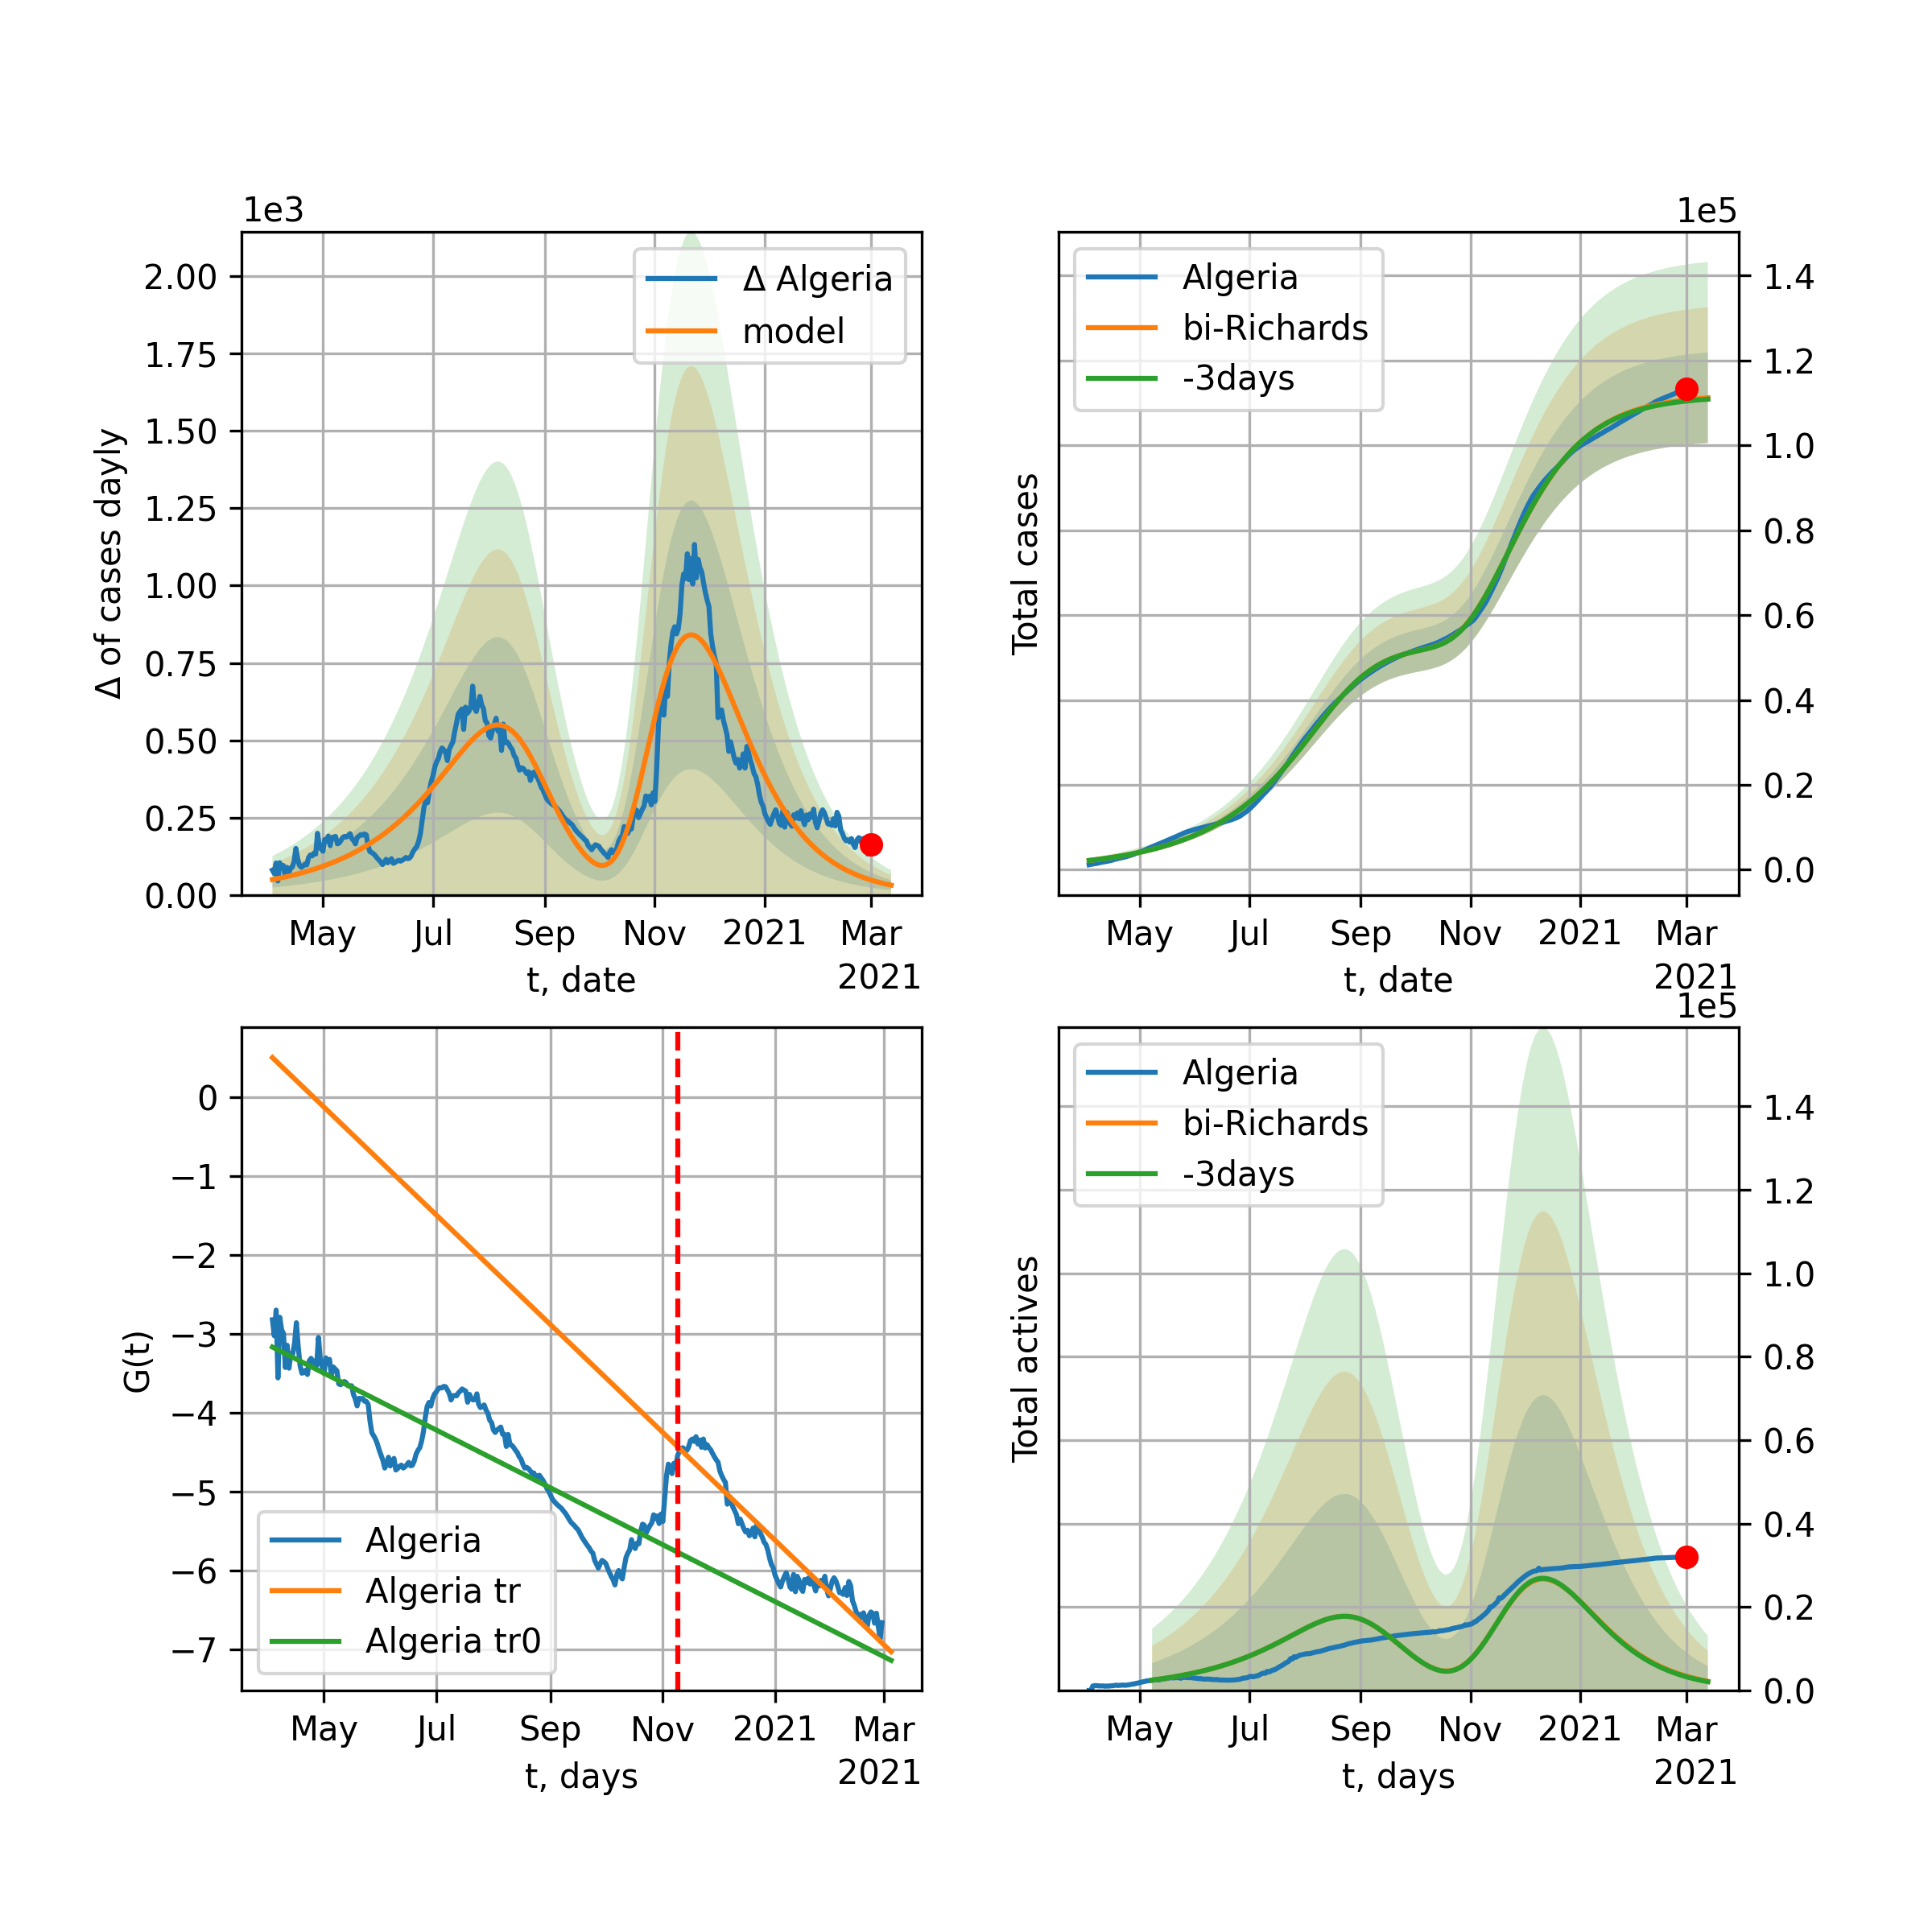 1e3
2.00
1.75
1.50
1.25
1.00
0.75
0.50
0.25
0.00
Δ of cases dayly
Δ Algeria
model
May Jul Sep Nov 2021 Mar
2021
t, date
1e5
1.4
1.2
1.0
0.8
0.6
0.4
0.2
0.0
Total cases
Algeria
bi-Richards
-3days
May Jul Sep Nov 2021 Mar
2021
t, date
0
−1
−2
−3
−4
−5
−6
−7
G(t)
Algeria
Algeria tr
Algeria tr0
May Jul Sep Nov 2021 Mar
2021
t, days
1e5
1.4
1.2
1.0
0.8
0.6
0.4
0.2
0.0
Total actives
Algeria
bi-Richards
-3days
May Jul Sep Nov 2021 Mar
2021
t, days